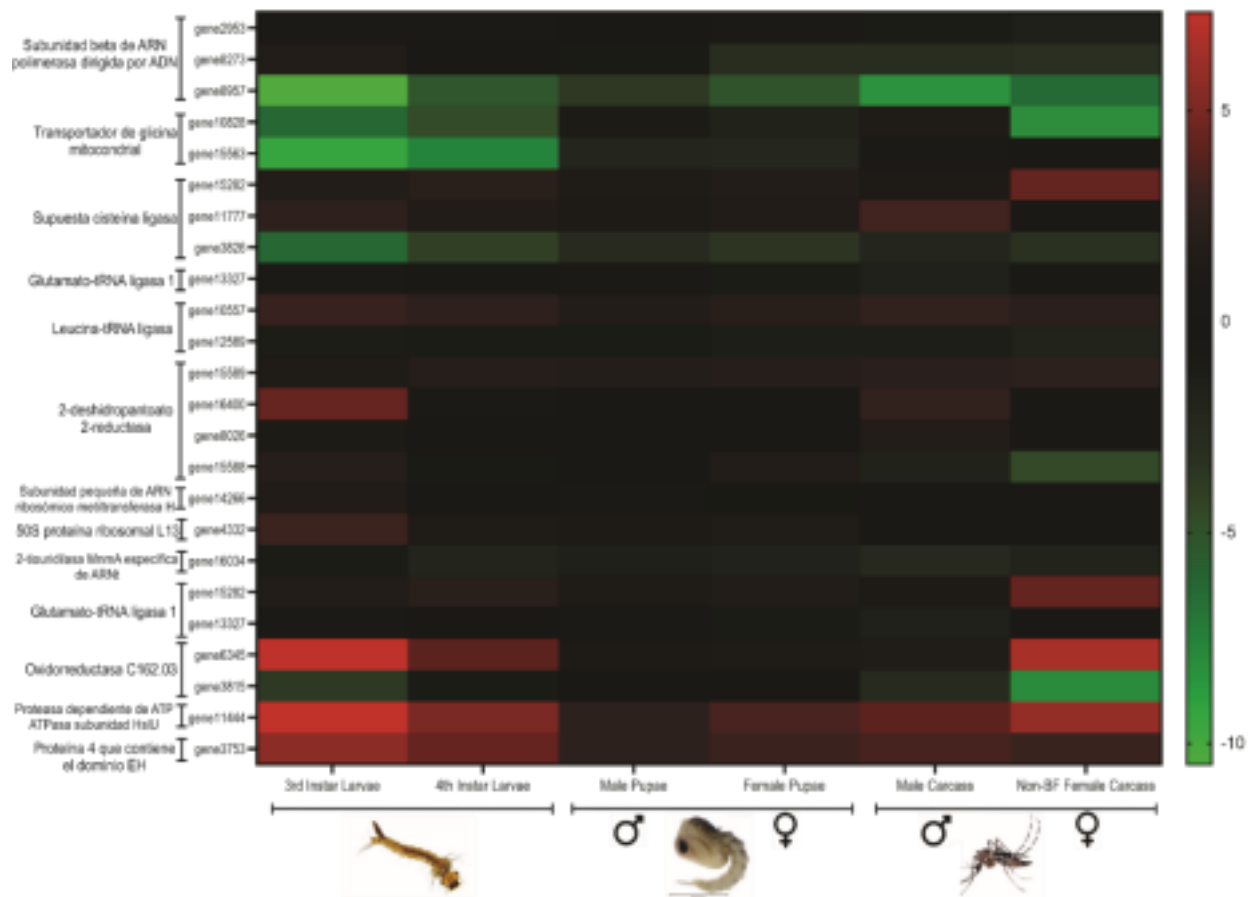 Subunidad beta de ARN
polimerasa dirigida por ADN
gene2953
gene8273
gene8957
Transportador de glicina
mitocondrial
gene10828
gene15563
Supuesta cisteína ligasa
gene15282
gene11777
gene3826
Glutamato-tRNA ligasa 1
gene13327
Leucina-tRNA ligasa
gene10557
gene12589
2-deshidropantoato
2-reductasa
gene15589
gene16400
gene8026
gene15588
Subunidad pequeña de ARN
ribosómico metiltransferasa H
gene14266
50S proteína ribosomal L13
gene4332
2-tiouridilasa MnmA específica
de ARNt
gene16034
Glutamato-tRNA ligasa 1
gene15282
gene13327
Oxidorreductasa C162.03
gene6345
gene3815
Proteasa dependiente de ATP
ATPasa subunidad HslU
gene11444
Proteína 4 que contiene
el dominio EH
gene3753
5
0
-5
-10
3rd Instar Larvae
4th Instar Larvae
Male Pupae
Female Pupae
Male Carcass
Non-BF Female Carcass
♂
♀
♂
♀